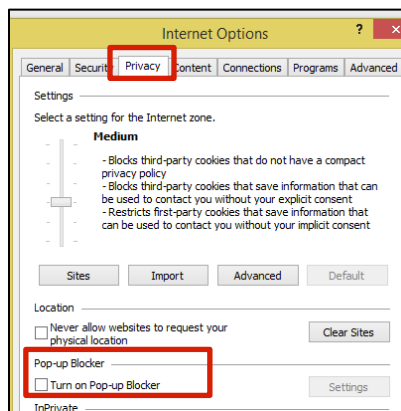 Internet Options
? ×
General Security Privacy Content Connections Programs Advanced
Settings
Select a setting for the Internet zone.
Medium
- Blocks third-party cookies that do not have a compact
privacy policy
- Blocks third-party cookies that save information that can
be used to contact you without your explicit consent
- Restricts first-party cookies that save information that
can be used to contact you without your implicit consent
Sites Import Advanced Default
Location
Never allow websites to request your
physical location
Clear Sites
Pop-up Blocker
Turn on Pop-up Blocker
Settings
InPrivate